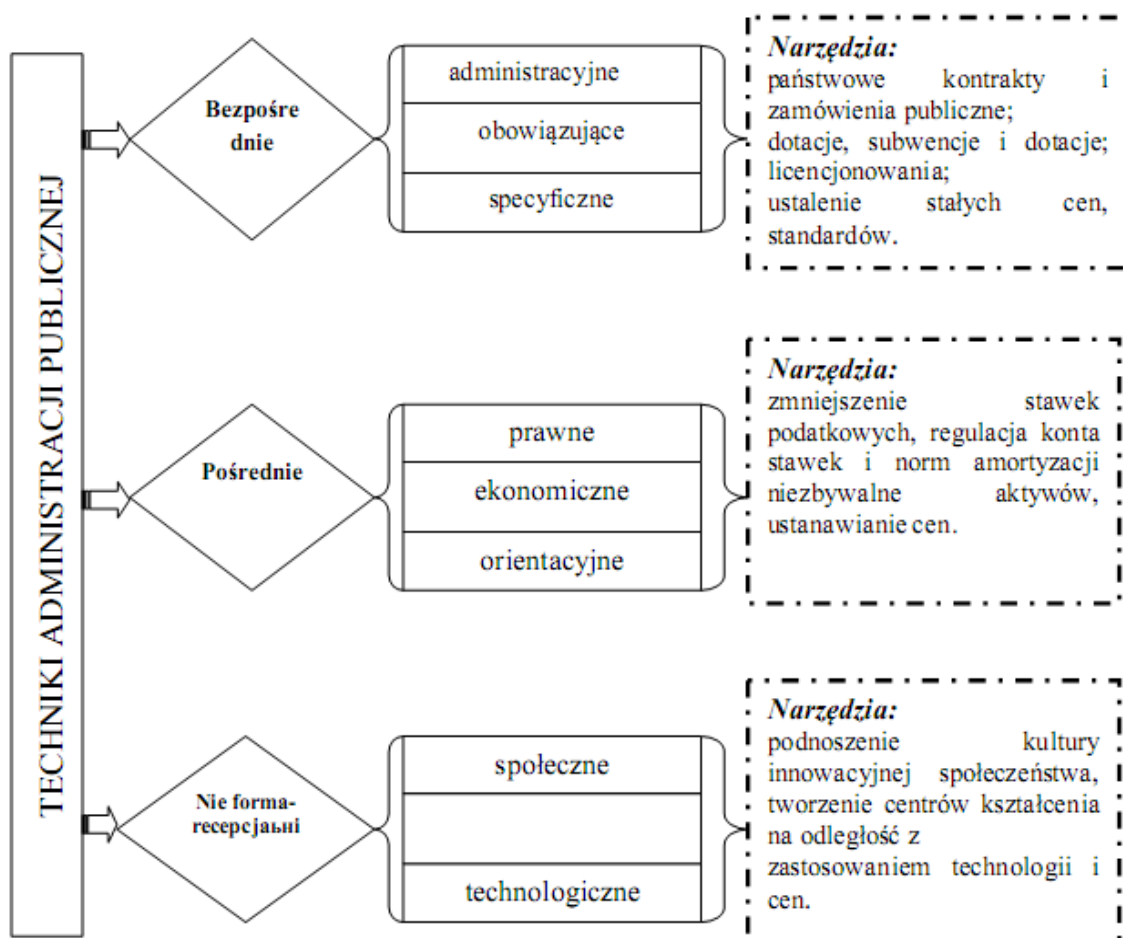 TECHNIKI ADMINISTRACJI PUBLICZNEJ
Bezpośre
dnie
administracyjne
obowiązujące
specyficzne
Narzędzia:
państwowe kontrakty i
zamówienia publiczne;
dotacje, subwencje i dotacje;
licencjonowania;
ustalenie stałych cen,
standardów.
Pośrednie
prawne
ekonomiczne
orientacyjne
Narzędzia:
zmniejszenie stawek
podatkowych, regulacja konta
stawek i norm amortyzacji
niezbywalne aktywów,
ustanawianie cen.
Nie forma-
recepcjaьні
społeczne
technologiczne
Narzędzia:
podnoszenie kultury
innowacyjnej społeczeństwa,
tworzenie centrów kształcenia
na odległość z
zastosowaniem technologii i
cen.